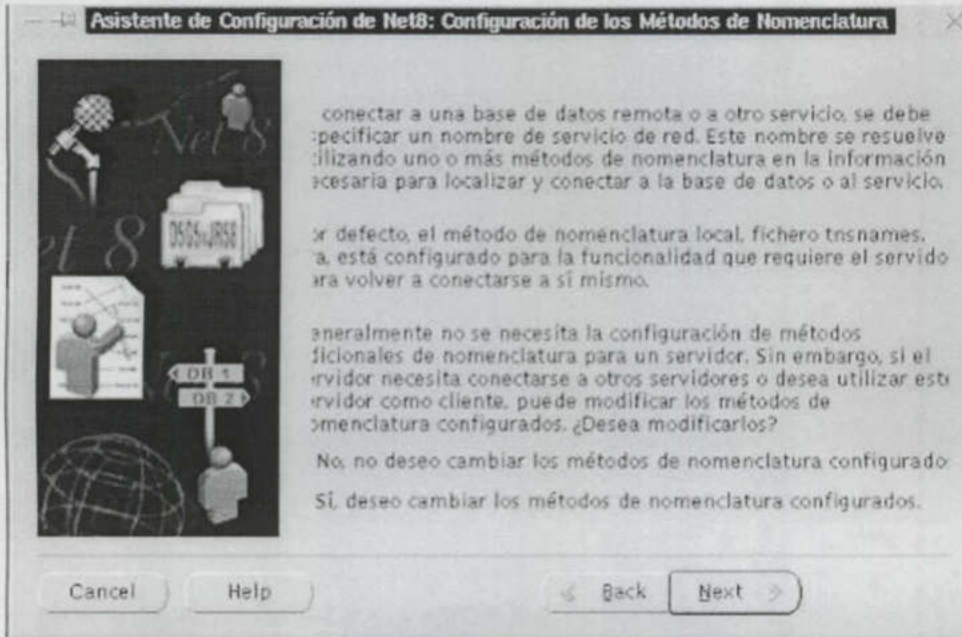 Asistente de Configuración de Net8: Configuración de los Métodos de Nomenclatura
Net 8
DB 1
DB 2
conectar a una base de datos remota o a otro servicio, se debe
specificar un nombre de servicio de red. Este nombre se resuelve
tilizando uno o más métodos de nomenclatura en la información
ecesaria para localizar y conectar a la base de datos o al servicio.
or defecto, el método de nomenclatura local, fichero tnsnames.
a, está configurado para la funcionalidad que requiere el servido
ara volver a conectarse a sí mismo.
eneralmente no se necesita la configuración de métodos
dicionales de nomenclatura para un servidor. Sin embargo, si el
rvidor necesita conectarse a otros servidores o desea utilizar este
rvidor como cliente, puede modificar los métodos de
omenclatura configurados. ¿Desea modificarlos?
No, no deseo cambiar los métodos de nomenclatura configurado
Sí, deseo cambiar los métodos de nomenclatura configurados.
Cancel
Help
Back
Next